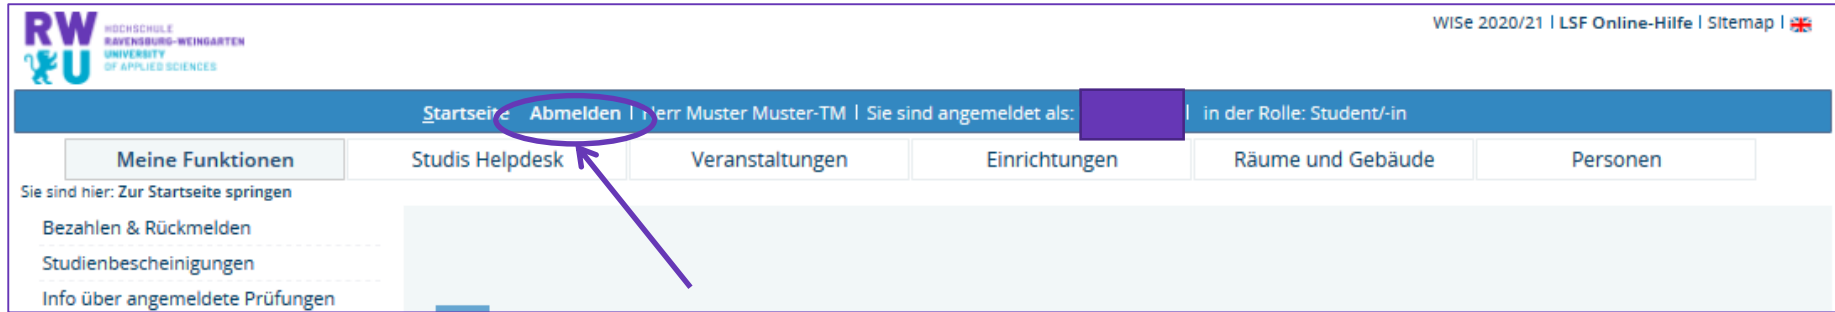 RW
U
HOCHSCHULE
RAVENSBURG-WEINGARTEN
UNIVERSITY
OF APPLIED SCIENCES
WiSe 2020/21 | LSF Online-Hilfe | Sitemap |
Startseite Abmelden | Herr Muster Muster-TM | Sie sind angemeldet als: | in der Rolle: Student/-in
Meine Funktionen Studis Helpdesk Veranstaltungen Einrichtungen Räume und Gebäude Personen
Sie sind hier: Zur Startseite springen
Bezahlen & Rückmelden
Studienbescheinigungen
Info über angemeldete Prüfungen